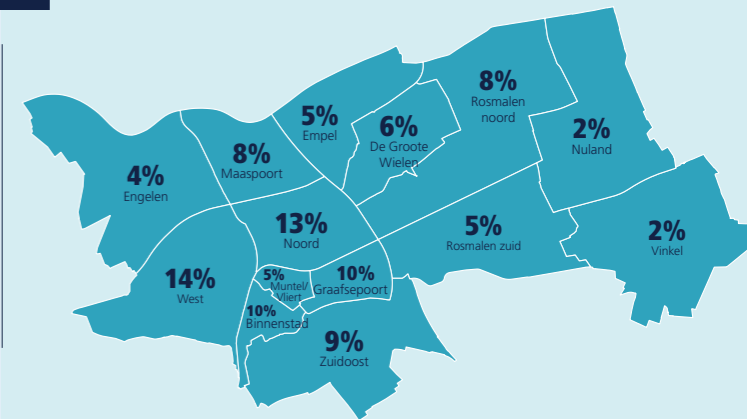 8%
Rosmalen
noord
5%
Empel
6%
De Groote
Wielen
2%
Nuland
8%
Maaspoort
4%
Engelen
13%
Noord
5%
Rosmalen zuid
2%
Vinkel
14%
West
5%
Muntel/
Vliert
10%
Graafsepoort
10%
Binnenstad
9%
Zuidoost